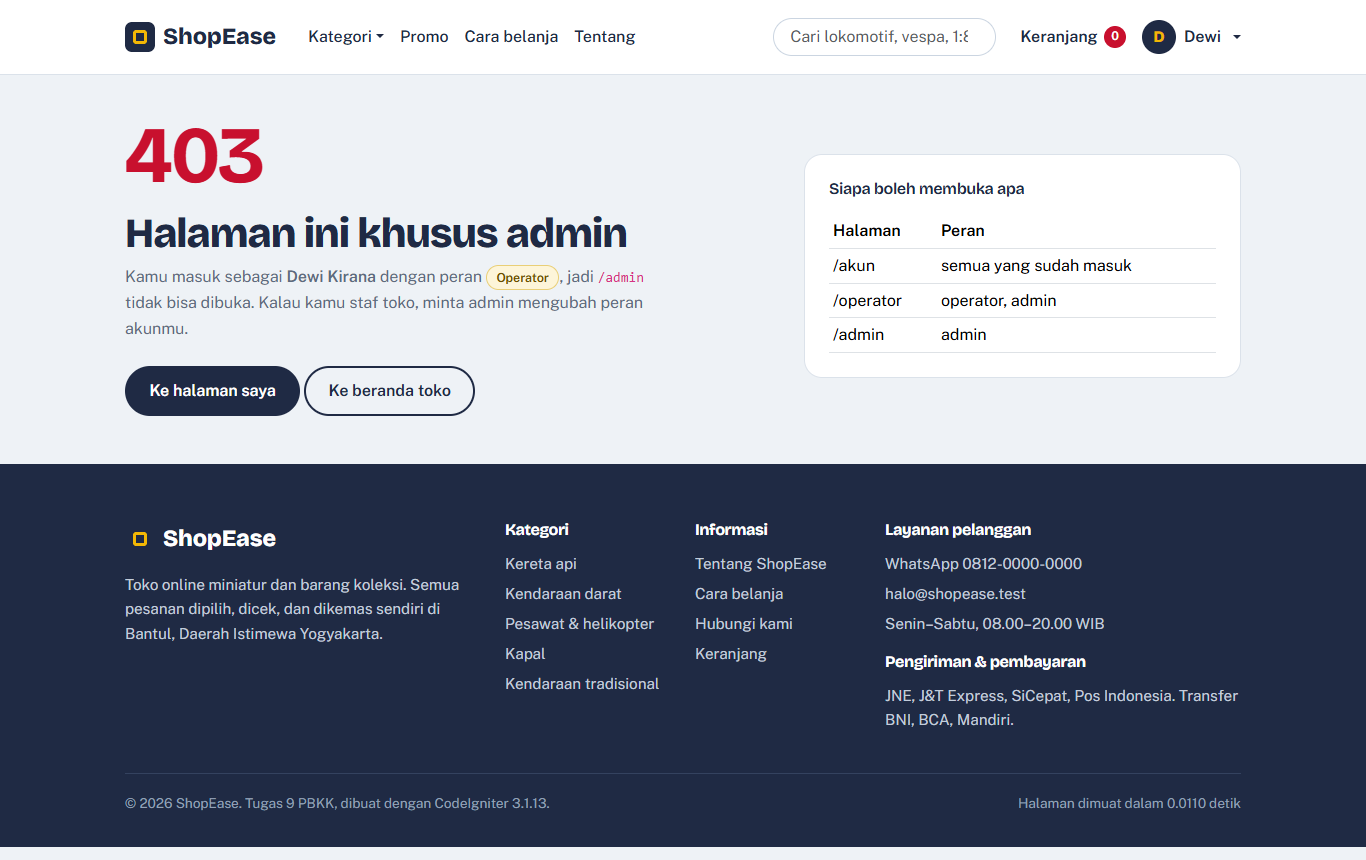 ShopEase
Kategori
Promo
Cara belanja
Tentang
Cari lokomotif, vespa, 1:8
Keranjang 0
D
Dewi
403
Halaman ini khusus admin
Kamu masuk sebagai Dewi Kirana dengan peran Operator, jadi /admin
tidak bisa dibuka. Kalau kamu staf toko, minta admin mengubah peran
akunmu.
Ke halaman saya
Ke beranda toko
Siapa boleh membuka apa
Halaman Peran
/akun semua yang sudah masuk
/operator operator, admin
/admin admin
ShopEase
Toko online miniatur dan barang koleksi. Semua
pesanan dipilih, dicek, dan dikemas sendiri di
Bantul, Daerah Istimewa Yogyakarta.
Kategori
Kereta api
Kendaraan darat
Pesawat & helikopter
Kapal
Kendaraan tradisional
Informasi
Tentang ShopEase
Cara belanja
Hubungi kami
Keranjang
Layanan pelanggan
WhatsApp 0812-0000-0000
halo@shopease.test
Senin–Sabtu, 08.00–20.00 WIB
Pengiriman & pembayaran
JNE, J&T Express, SiCepat, Pos Indonesia. Transfer
BNI, BCA, Mandiri.
© 2026 ShopEase. Tugas 9 PBKK, dibuat dengan CodeIgniter 3.1.13.
Halaman dimuat dalam 0.0110 detik